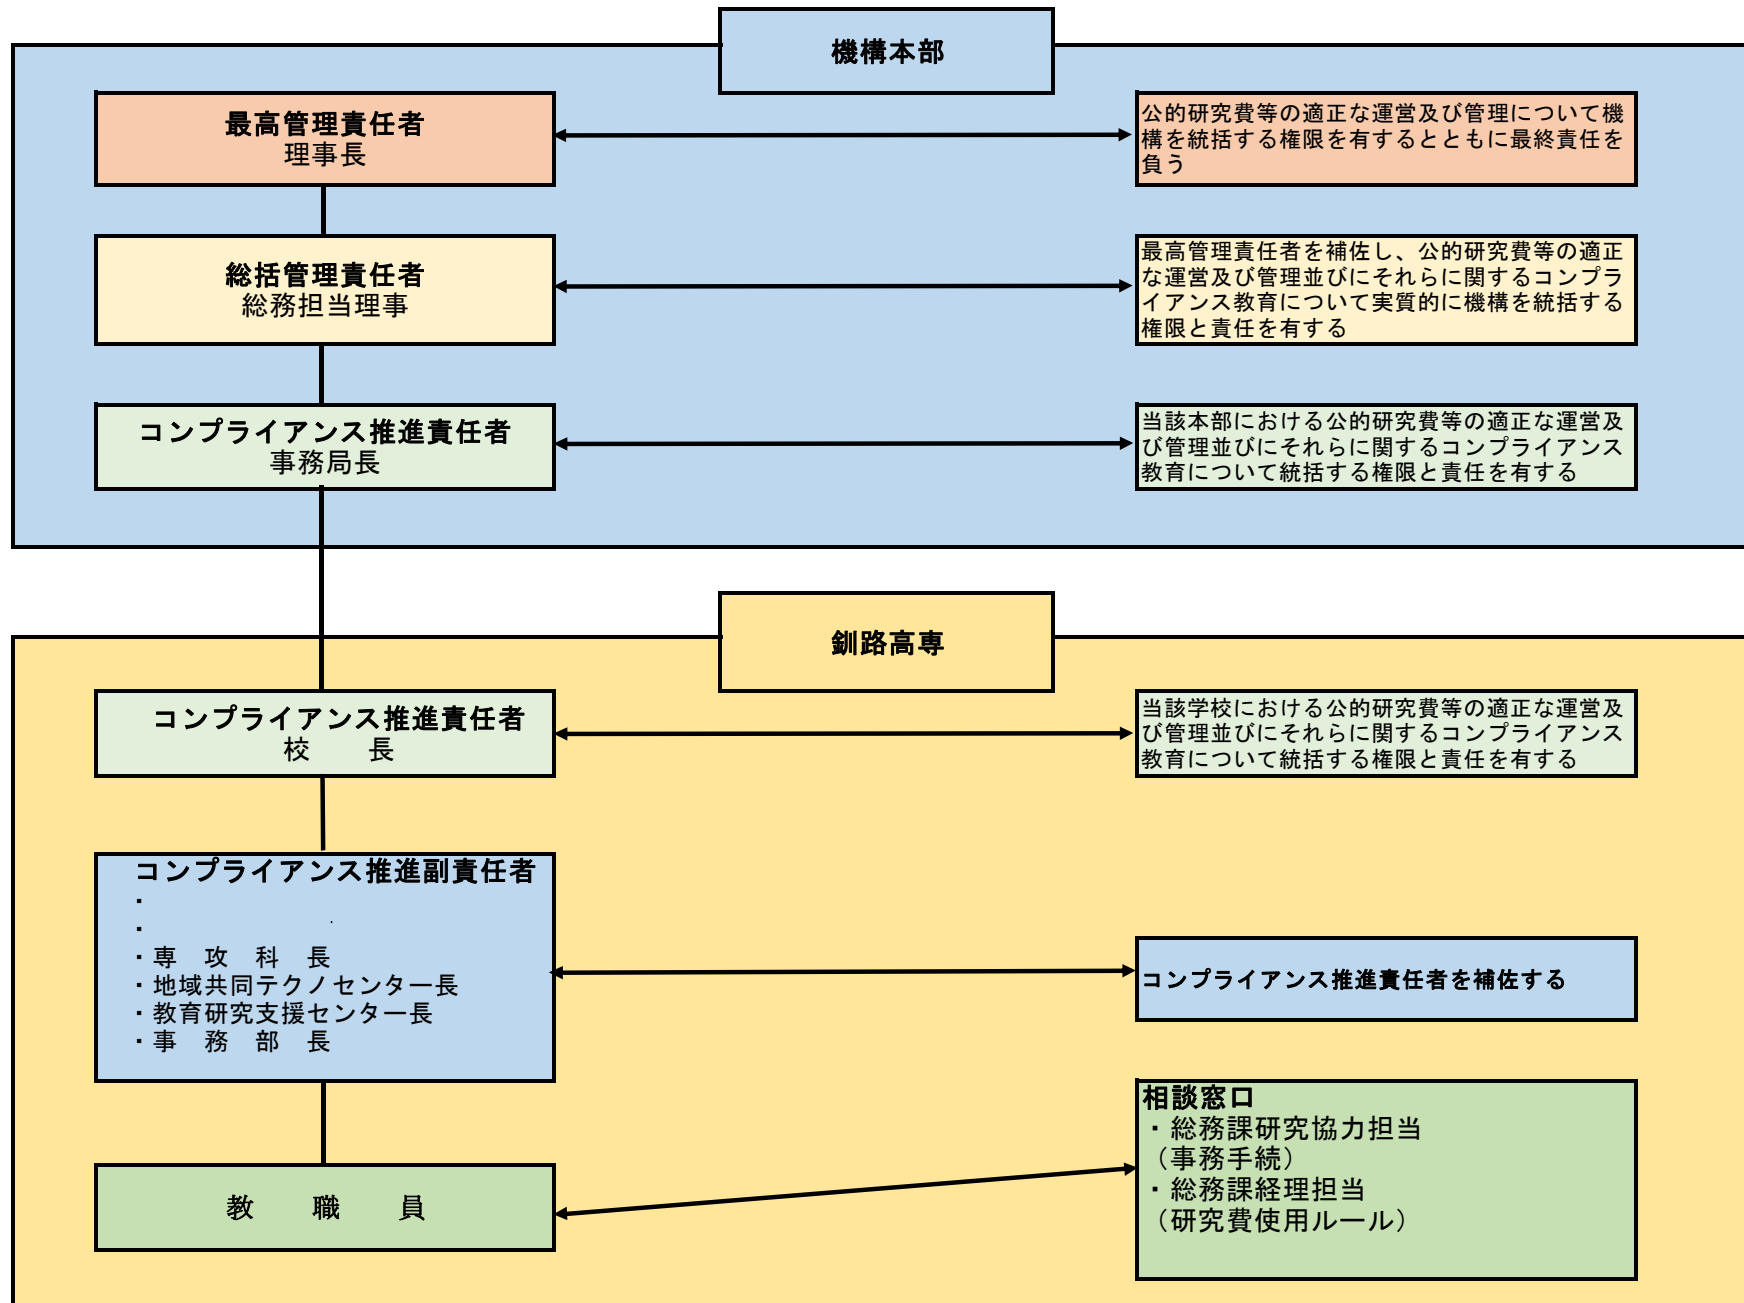 機構本部
最高管理責任者
理事長
公的研究費等の適正な運営及び管理について機
構を統括する権限を有するとともに最終責任を
負う
総括管理責任者
総務担当理事
最高管理責任者を補佐し、公的研究費等の適正
な運営及び管理並びにそれらに関するコンプラ
イアンス教育について実質的に機構を統括する
権限と責任を有する
コンプライアンス推進責任者
事務局長
当該本部における公的研究費等の適正な運営及
び管理並びにそれらに関するコンプライアンス
教育について統括する権限と責任を有する
釧路高専
コンプライアンス推進責任者
校　　長
当該学校における公的研究費等の適正な運営及
び管理並びにそれらに関するコンプライアンス
教育について統括する権限と責任を有する
コンプライアンス推進副責任者
・
・
・専　攻　科　長
・地域共同テクノセンター長
・教育研究支援センター長
・事　務　部　長
コンプライアンス推進責任者を補佐する
教　　職　　員
相談窓口
・総務課研究協力担当
（事務手続）
・総務課経理担当
（研究費使用ルール）